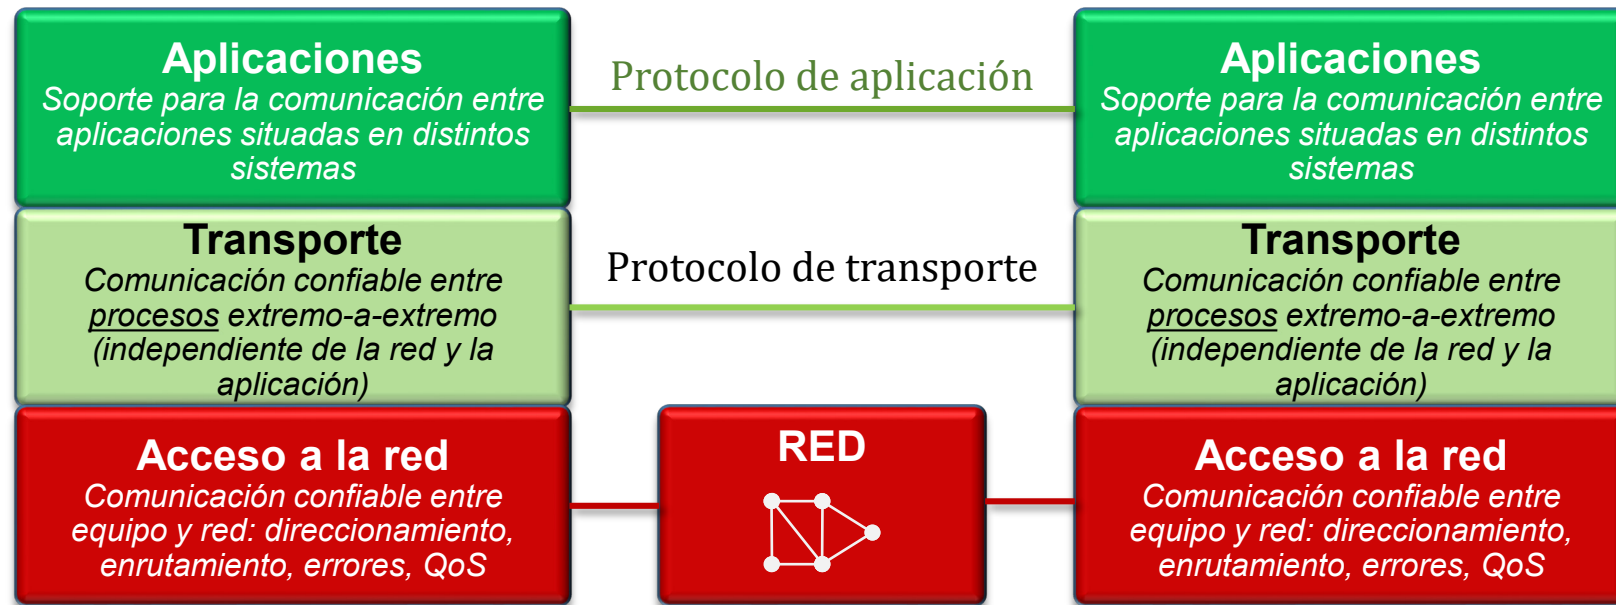 Aplicaciones
Soporte para la comunicación entre
aplicaciones situadas en distintos
sistemas
Protocolo de aplicación
Aplicaciones
Soporte para la comunicación entre
aplicaciones situadas en distintos
sistemas
Transporte
Comunicación confiable entre
procesos extremo-a-extremo
(independiente de la red y la
aplicación)
Protocolo de transporte
Transporte
Comunicación confiable entre
procesos extremo-a-extremo
(independiente de la red y la
aplicación)
Acceso a la red
Comunicación confiable entre
equipo y red: direccionamiento,
enrutamiento, errores, QoS
RED
Acceso a la red
Comunicación confiable entre
equipo y red: direccionamiento,
enrutamiento, errores, QoS